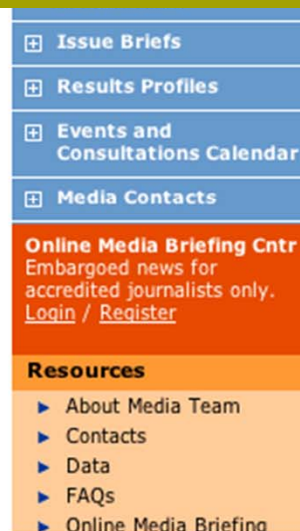 Issue Briefs
Results Profiles
Events and
Consultations Calendar
Media Contacts
Online Media Briefing Cntr
Embargoed news for
accredited journalists only.
Login / Register
Resources
About Media Team
Contacts
Data
FAQs
Online Media Briefing